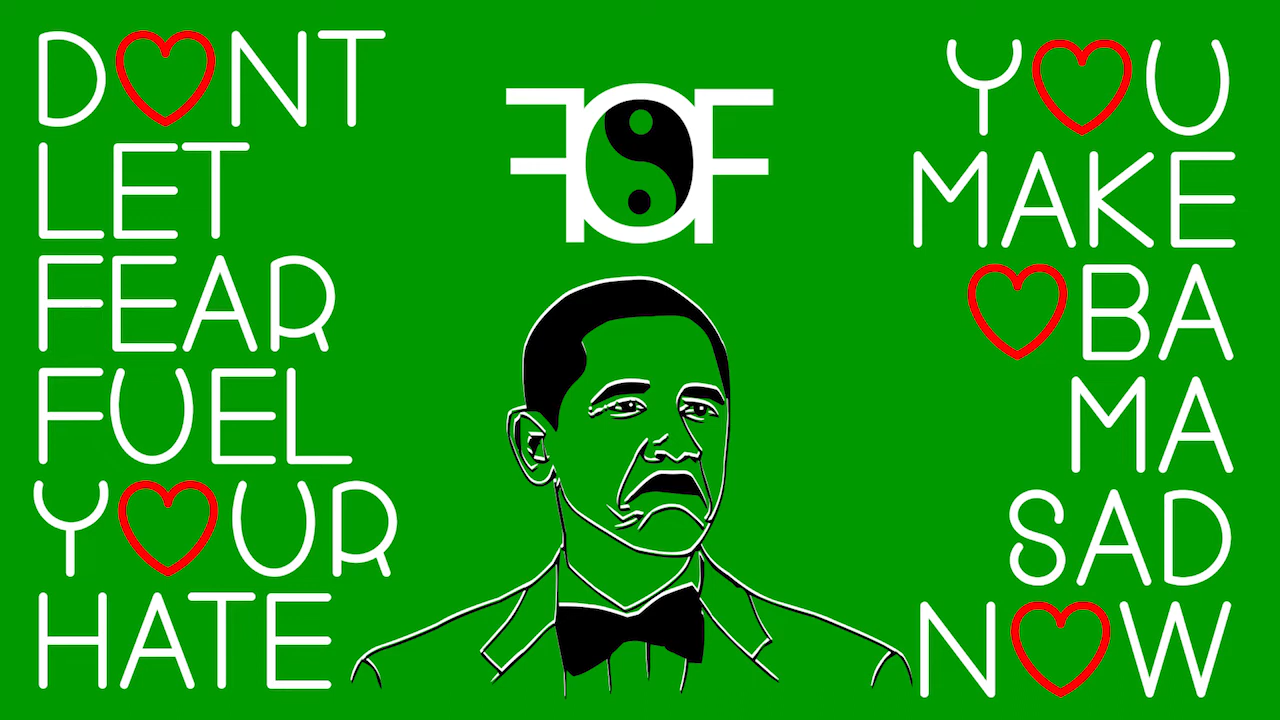 DONT
LET
FEAR
FUEL
YOUR
HATE
FOF
YOU
MAKE
OBA
MA
SAD
NOW